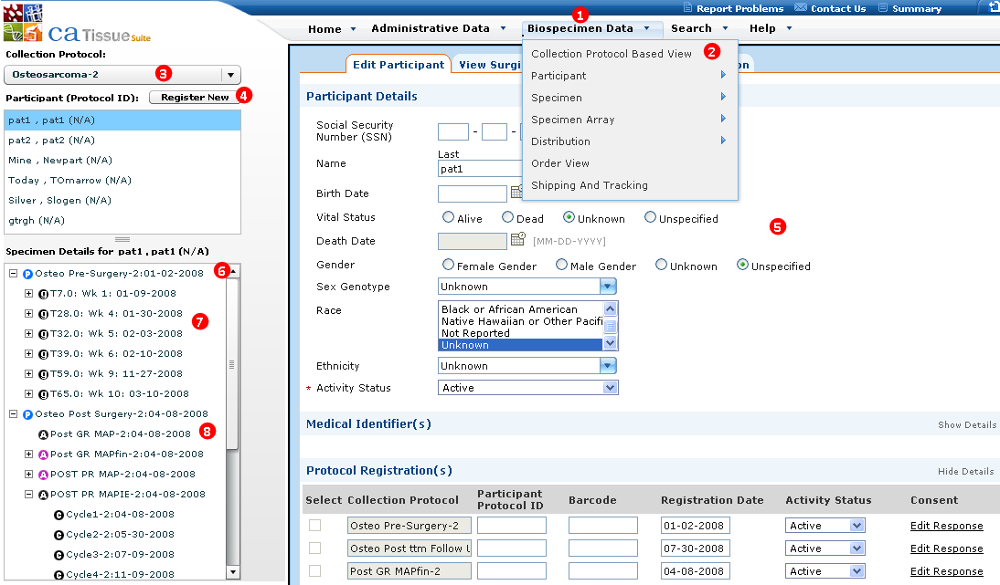 Report Problems Contact Us Summary
caTissue Suite
1
Home Administrative Data Biospecimen Data Search Help
Collection Protocol:
Osteosarcoma-2 3
Participant (Protocol ID): Register New 4
pat1 , pat1 (N/A)
pat2 , pat2 (N/A)
Mine , Newpart (N/A)
Today , TOmarrow (N/A)
Silver , Slogen (N/A)
gtrgh (N/A)
Specimen Details for pat1 , pat1 (N/A)
P Osteo Pre-Surgery-2:01-02-2008 6
g T7.0: Wk 1: 01-09-2008
g T28.0: Wk 4: 01-30-2008 7
g T32.0: Wk 5: 02-03-2008
g T39.0: Wk 6: 02-10-2008
g T59.0: Wk 9: 11-27-2008
g T65.0: Wk 10: 03-10-2008
P Osteo Post Surgery-2:04-08-2008
A Post GR MAP-2:04-08-2008 8
A Post GR MAPfin-2:04-08-2008
A POST PR MAP-2:04-08-2008
A POST PR MAPIE-2:04-08-2008
C Cycle1-2:04-08-2008
C Cycle2-2:05-30-2008
C Cycle3-2:07-09-2008
C Cycle4-2:11-09-2008
Collection Protocol Based View 2
Participant
Specimen
Specimen Array
Distribution
Order View
Shipping And Tracking
Edit Participant View Surgi on
Participant Details
Social Security Number (SSN) - -
Last
Name pat1
Birth Date
Vital Status Alive Dead Unknown Unspecified 5
Death Date [MM-DD-YYYY]
Gender Female Gender Male Gender Unknown Unspecified
Sex Genotype Unknown
Race Black or African American
Native Hawaiian or Other Pacifi
Not Reported
Unknown
Ethnicity Unknown
* Activity Status Active
Medical Identifier(s) Show Details
Protocol Registration(s) Hide Details
Select Collection Protocol Participant Protocol ID Barcode Registration Date Activity Status Consent
Osteo Pre-Surgery-2 01-02-2008 Active Edit Response
Osteo Post ttm Follow U 07-30-2008 Active Edit Response
Post GR MAPfin-2 04-08-2008 Active Edit Response